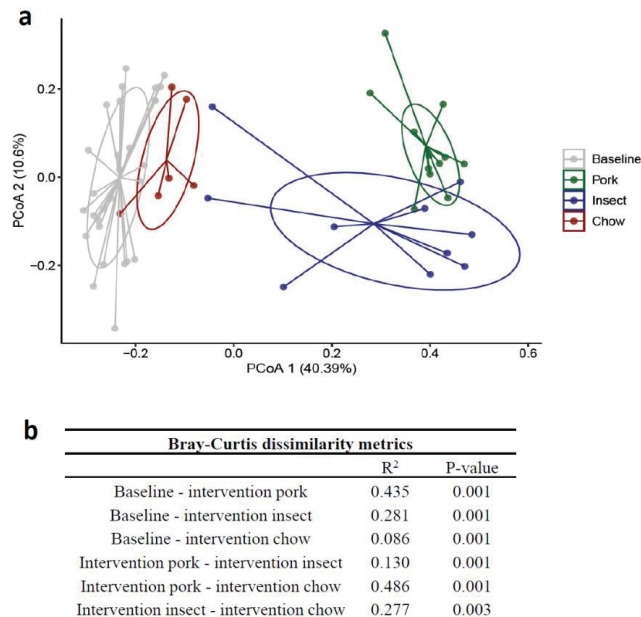 a
0.2
0.0
−0.2
PCoA 2 (10.6%)
−0.2
0.0
0.2
0.4
0.6
PCoA 1 (40.39%)
Baseline
Pork
Insect
Chow
b
Bray-Curtis dissimilarity metrics
R² P-value
Baseline - intervention pork 0.435 0.001
Baseline - intervention insect 0.281 0.001
Baseline - intervention chow 0.086 0.001
Intervention pork - intervention insect 0.130 0.001
Intervention pork - intervention chow 0.486 0.001
Intervention insect - intervention chow 0.277 0.003